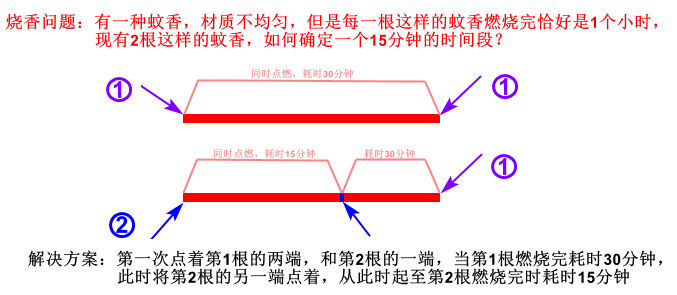 烧香问题：有一种蚊香，材质不均匀，但是每一根这样的蚊香燃烧完恰好是1个小时，
现有2根这样的蚊香，如何确定一个15分钟的时间段？
同时点燃，耗时30分钟
① ①
同时点燃，耗时15分钟 耗时30分钟
①
②
解决方案：第一次点着第1根的两端，和第2根的一端，当第1根燃烧完耗时30分钟，
此时将第2根的另一端点着，从此时起至第2根燃烧完时耗时15分钟